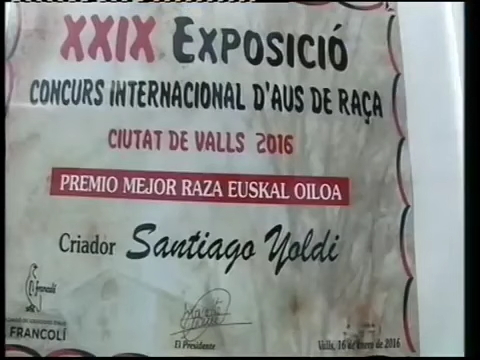 XXIX EXPOSICIÓ
CONCURS INTERNACIONAL D'AUS DE RAÇA
CIUTAT DE VALLS 2016
PREMIO MEJOR RAZA EUSKAL OILOA
Criador Santiago Yoldi
FRANCOLÍ
El Presidente
Valls, 16 de Enero de 2016